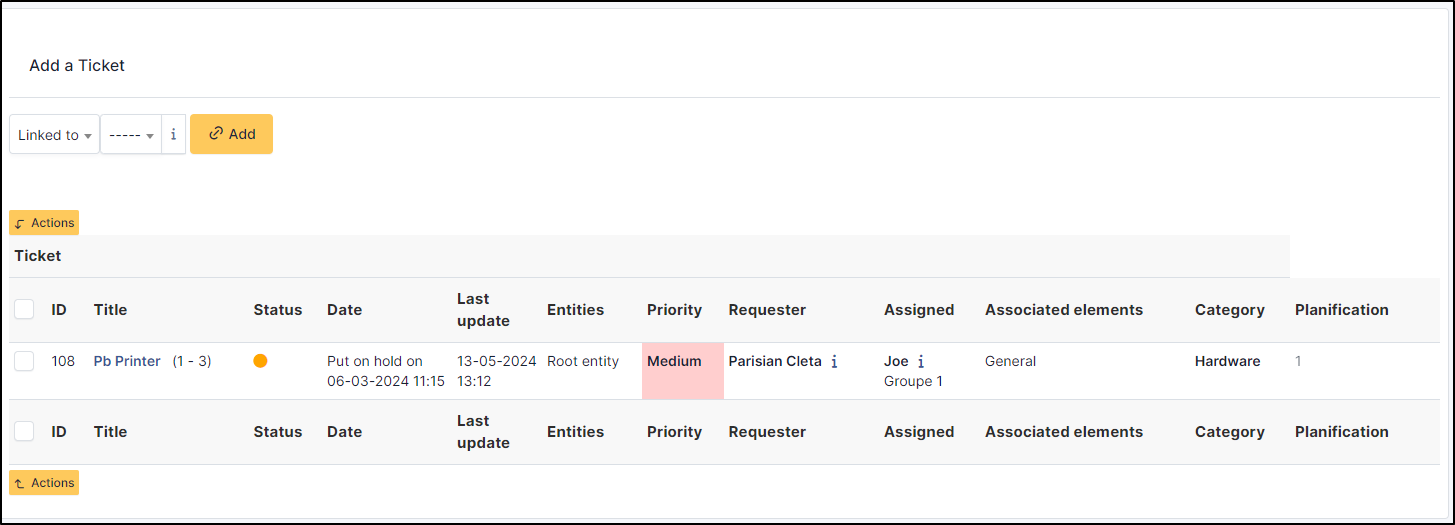 Add a Ticket
Linked to ----- i Add
Actions
Ticket
ID Title Status Date Last update Entities Priority Requester Assigned Associated elements Category Planification
108 Pb Printer (1 - 3) Put on hold on 13-05-2024 Root entity Medium Parisian Cleta i Joe i General Hardware 1
06-03-2024 11:15 13:12 Groupe 1
ID Title Status Date Last update Entities Priority Requester Assigned Associated elements Category Planification
Actions